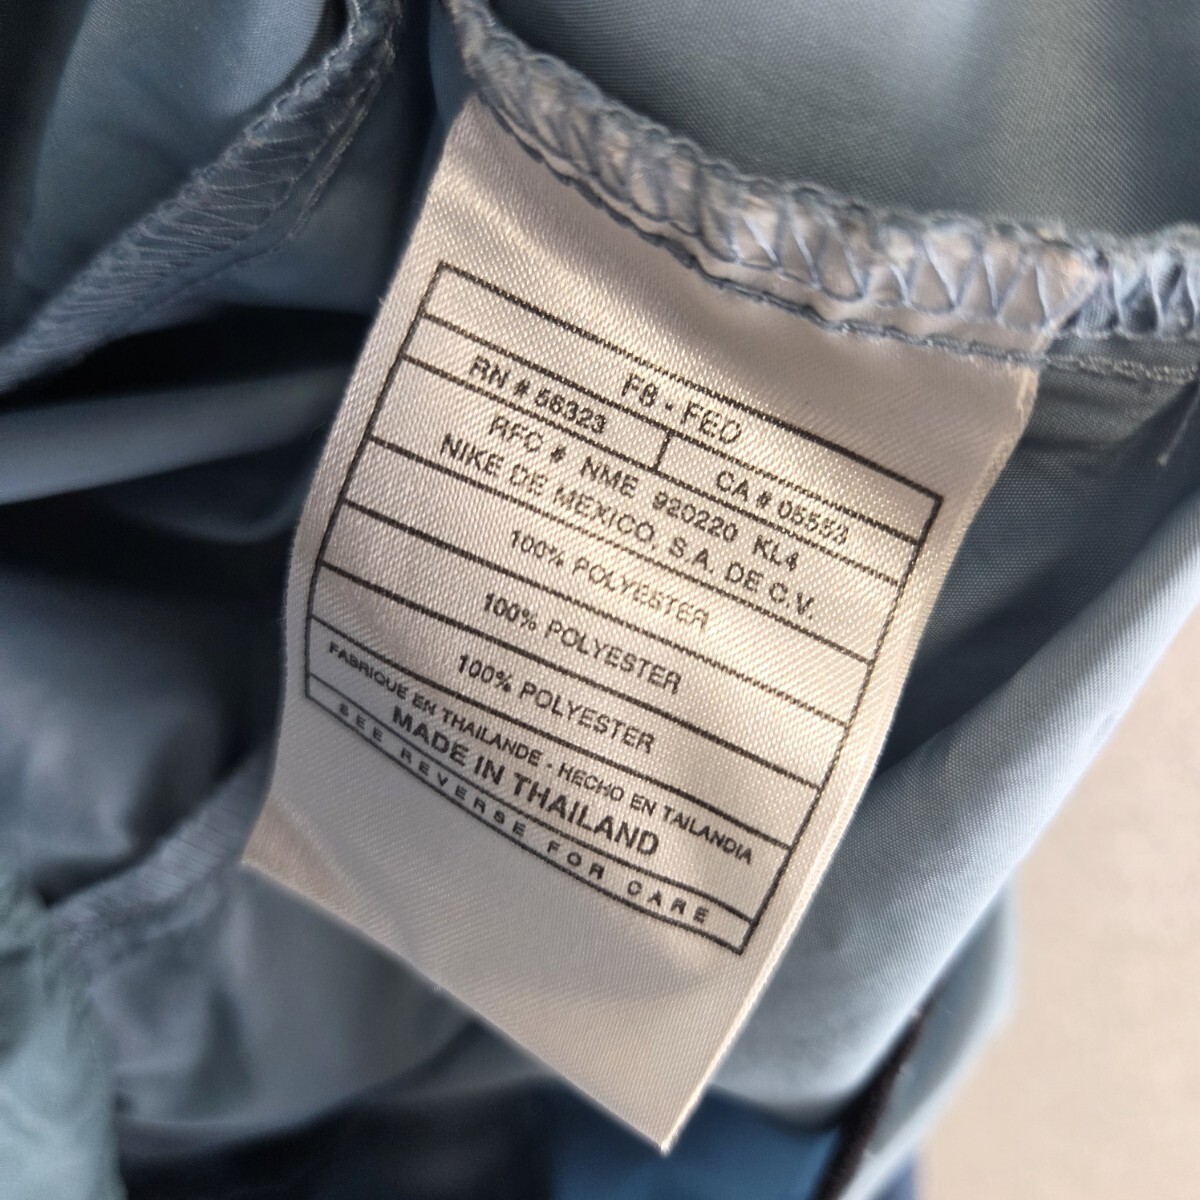 F8 - FED
RN # 56323 CA # 05553
RFC # NME 920220 KL4
NIKE DE MEXICO, S.A. DE C.V.
100% POLYESTER
100% POLYESTER
100% POLYESTER
FABRIQUE EN THAILANDE - HECHO EN TAILANDIA
MADE IN THAILAND
SEE REVERSE FOR CARE